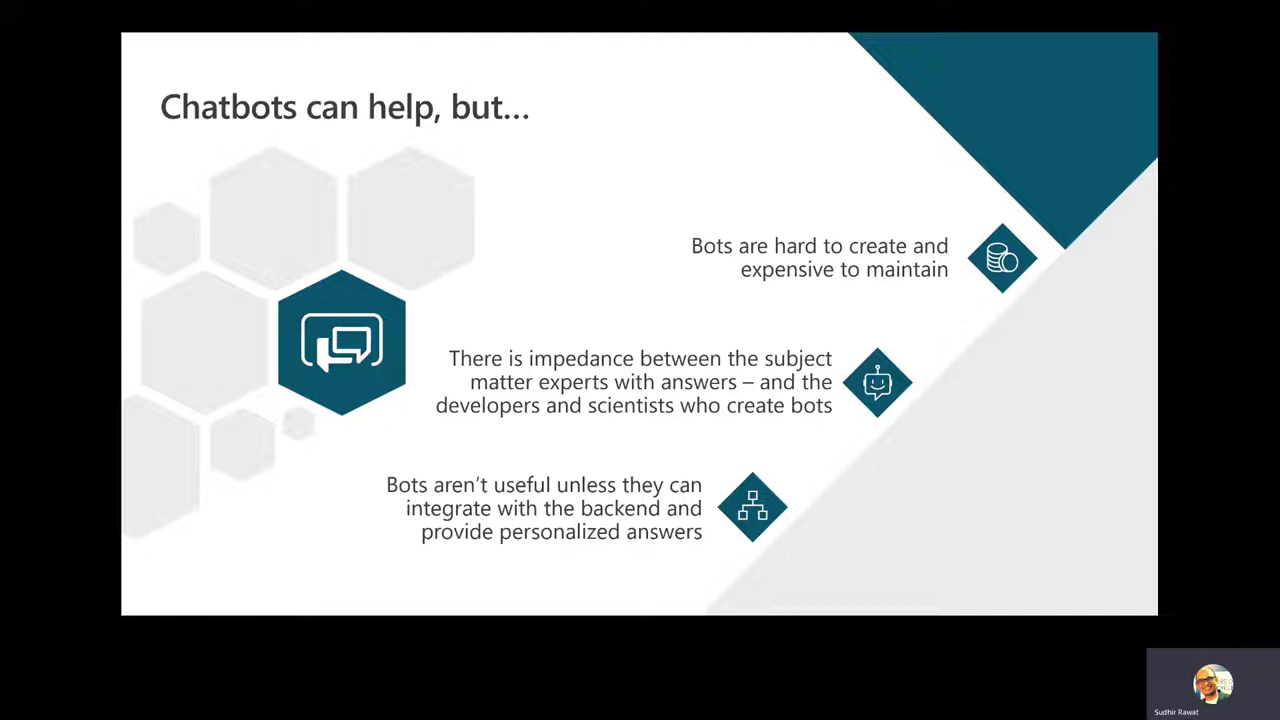 Chatbots can help, but...
Bots are hard to create and
expensive to maintain
There is impedance between the subject
matter experts with answers – and the
developers and scientists who create bots
Bots aren't useful unless they can
integrate with the backend and
provide personalized answers
Sudhir Rawat